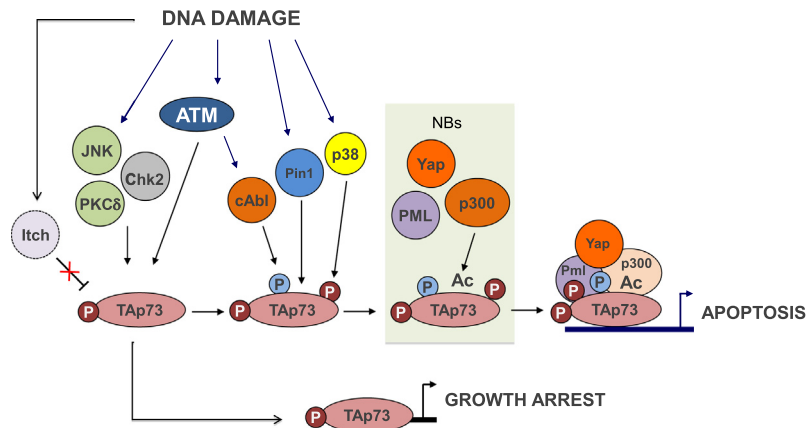 DNA DAMAGE
ATM
NBs
JNK
Chk2
PKCδ
cAbl
Pin1
p38
Yap
PML
p300
Itch
Yap
Pml
p300
Ac
P
P
P
TAp73
P
P
P
TAp73
P
Ac
P
P
TAp73
P
P
TAp73
APOPTOSIS
P
TAp73
GROWTH ARREST